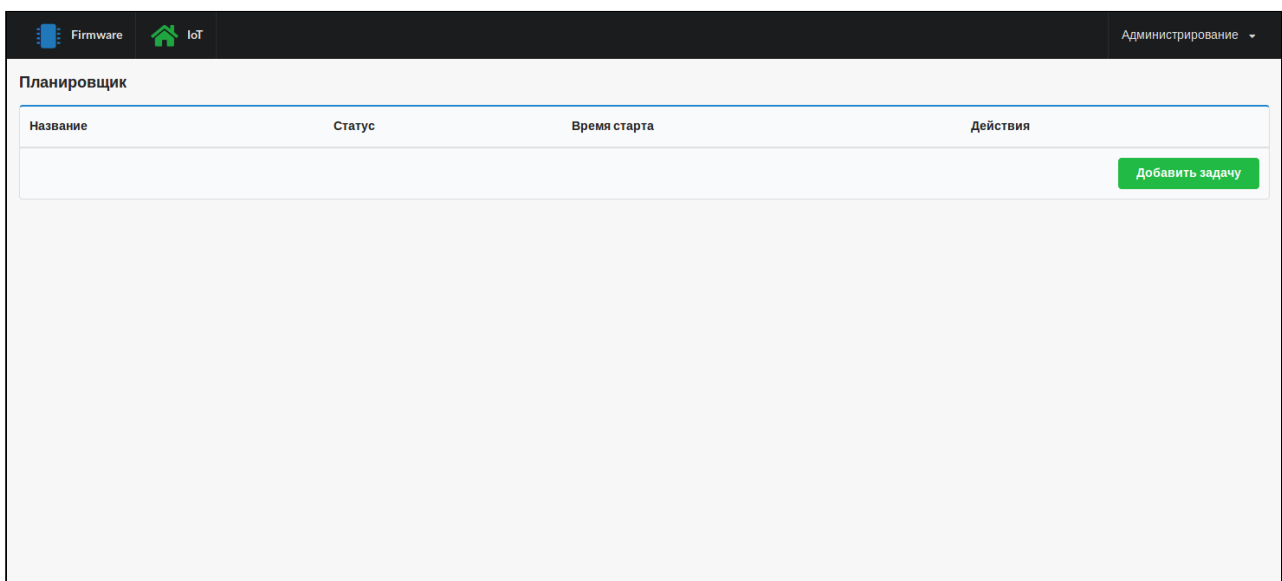 Firmware IoT Администрирование
Планировщик
Название Статус Время старта Действия
Добавить задачу